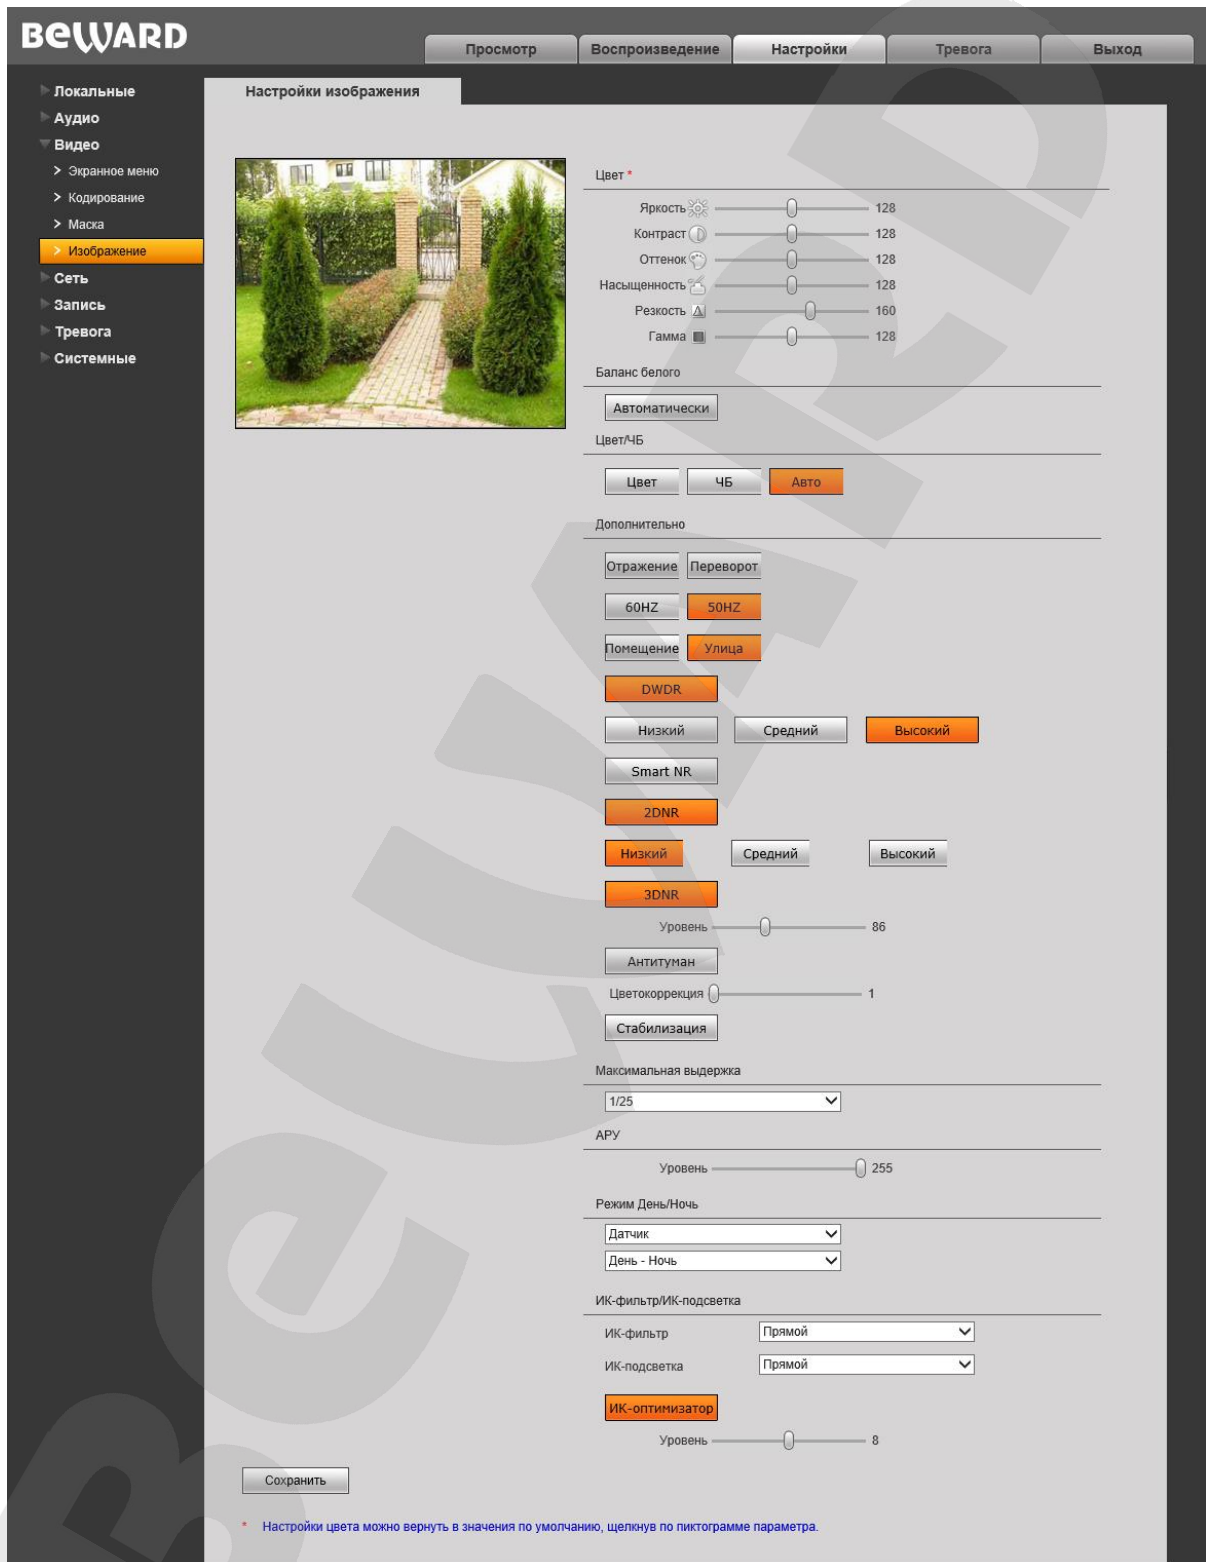 BEWARD
Просмотр Воспроизведение Настройки Тревога Выход
Локальные
Аудио
Видео
> Экранное меню
> Кодирование
> Маска
> Изображение
Сеть
Запись
Тревога
Системные
Настройки изображения
Цвет *
Яркость 128
Контраст 128
Оттенок 128
Насыщенность 128
Резкость 160
Гамма 128
Баланс белого
Автоматически
Цвет/ЧБ
Цвет ЧБ Авто
Дополнительно
Отражение Переворот
60HZ 50HZ
Помещение Улица
DWDR
Низкий Средний Высокий
Smart NR
2DNR
Низкий Средний Высокий
3DNR
Уровень 86
Антитуман
Цветокоррекция 1
Стабилизация
Максимальная выдержка
1/25
АРУ
Уровень 255
Режим День/Ночь
Датчик
День - Ночь
ИК-фильтр/ИК-подсветка
ИК-фильтр Прямой
ИК-подсветка Прямой
ИК-оптимизатор
Уровень 8
Сохранить
* Настройки цвета можно вернуть в значения по умолчанию, щелкнув по пиктограмме параметра.
BEWARD